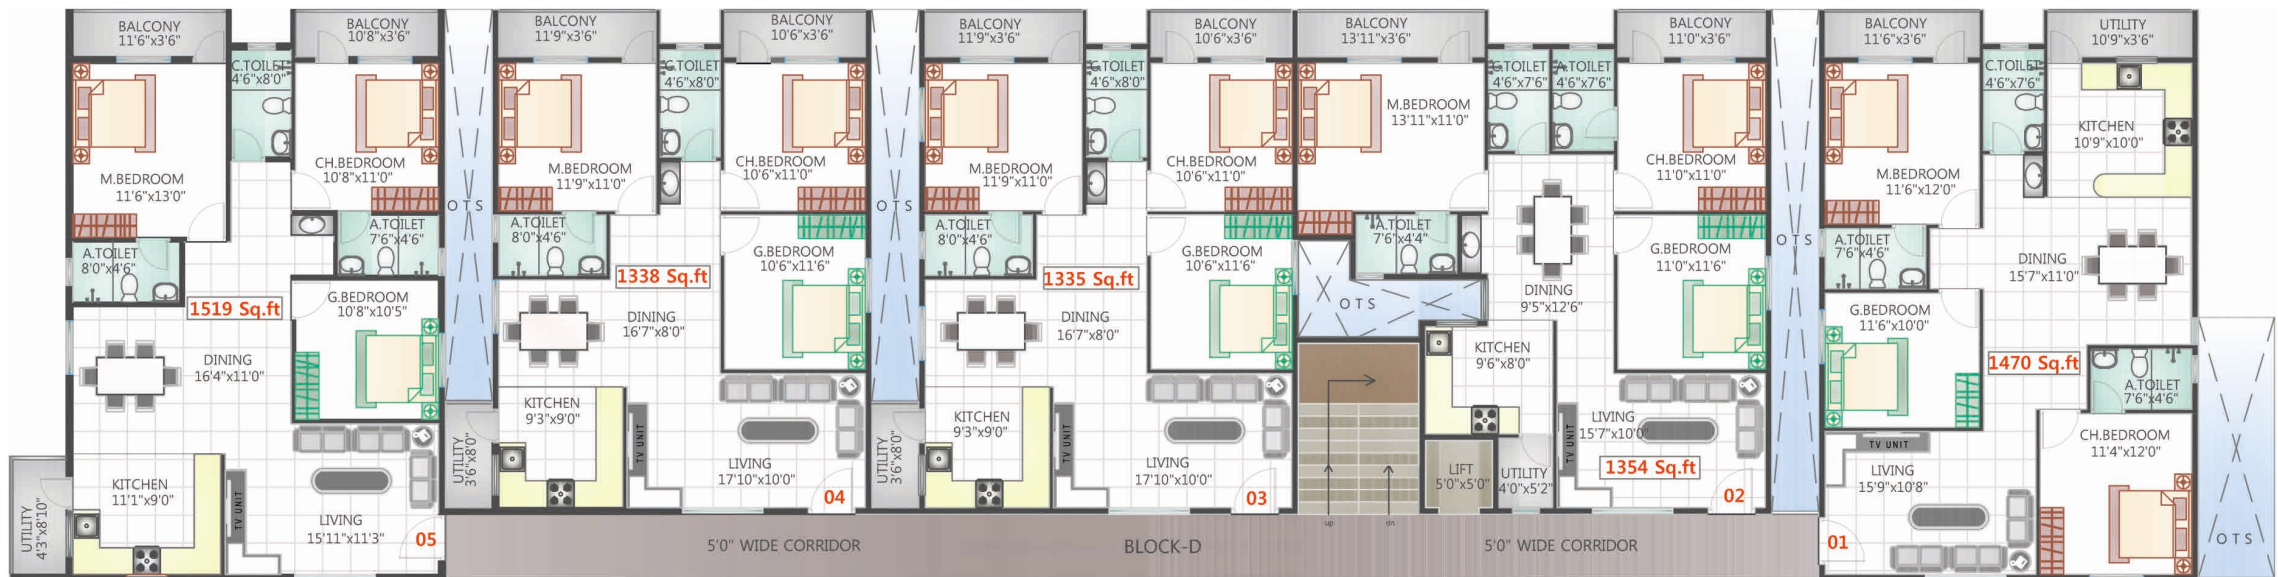 BALCONY
11'6"x3'6"
C.TOILET
4'6"x8'0"
BALCONY
10'8"x3'6"
M.BEDROOM
11'6"x13'0"
CH.BEDROOM
10'8"x11'0"
A.TOILET
7'6"x4'6"
A.TOILET
8'0"x4'6"
1519 Sq.ft
G.BEDROOM
10'8"x10'5"
DINING
16'4"x11'0"
KITCHEN
11'1"x9'0"
UTILITY
4'3"x8'10"
TV UNIT
LIVING
15'11"x11'3"
05
OTS
BALCONY
11'9"x3'6"
C.TOILET
4'6"x8'0"
BALCONY
10'6"x3'6"
M.BEDROOM
11'9"x11'0"
CH.BEDROOM
10'6"x11'0"
A.TOILET
8'0"x4'6"
1338 Sq.ft
G.BEDROOM
10'6"x11'6"
DINING
16'7"x8'0"
KITCHEN
9'3"x9'0"
UTILITY
3'6"x8'0"
TV UNIT
LIVING
17'10"x10'0"
04
OTS
BALCONY
11'9"x3'6"
C.TOILET
4'6"x8'0"
BALCONY
10'6"x3'6"
M.BEDROOM
11'9"x11'0"
CH.BEDROOM
10'6"x11'0"
A.TOILET
8'0"x4'6"
1335 Sq.ft
G.BEDROOM
10'6"x11'6"
DINING
16'7"x8'0"
KITCHEN
9'3"x9'0"
UTILITY
3'6"x8'0"
TV UNIT
LIVING
17'10"x10'0"
03
BALCONY
13'11"x3'6"
C.TOILET
4'6"x7'6"
A.TOILET
4'6"x7'6"
BALCONY
11'0"x3'6"
M.BEDROOM
13'11"x11'0"
CH.BEDROOM
11'0"x11'0"
A.TOILET
7'6"x4'4"
G.BEDROOM
11'0"x11'6"
OTS
DINING
9'5"x12'6"
KITCHEN
9'6"x8'0"
LIFT
5'0"x5'0"
UTILITY
4'0"x5'2"
TV UNIT
LIVING
15'7"x10'0"
1354 Sq.ft
02
up
dn
OTS
BALCONY
11'6"x3'6"
C.TOILET
4'6"x7'6"
UTILITY
10'9"x3'6"
KITCHEN
10'9"x10'0"
M.BEDROOM
11'6"x12'0"
A.TOILET
7'6"x4'6"
DINING
15'7"x11'0"
G.BEDROOM
11'6"x10'0"
1470 Sq.ft
A.TOILET
7'6"x4'6"
TV UNIT
CH.BEDROOM
11'4"x12'0"
LIVING
15'9"x10'8"
01
OTS
5'0" WIDE CORRIDOR
BLOCK-D
5'0" WIDE CORRIDOR